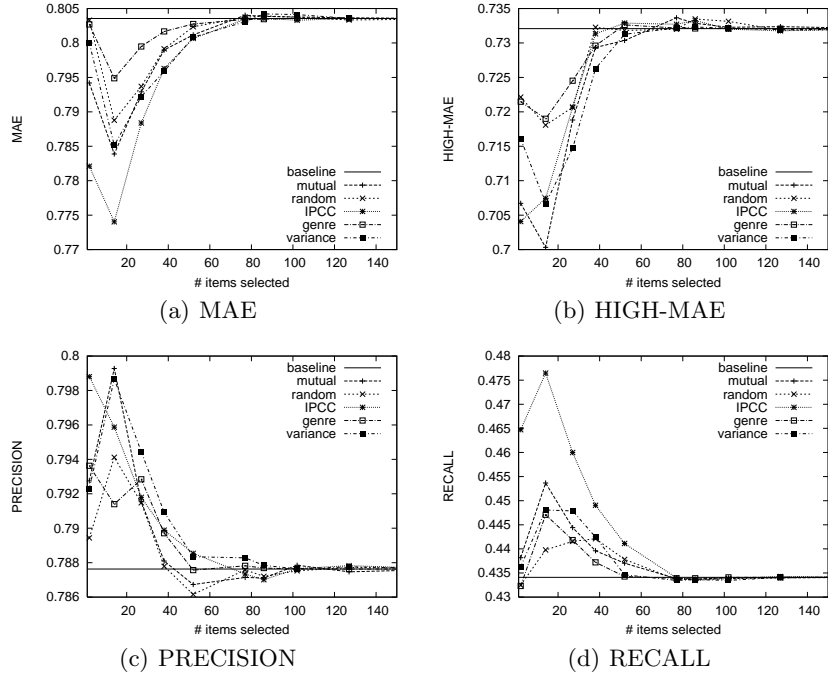 0.805
0.8
0.795
0.79
0.785
0.78
0.775
0.77
MAE
20 40 60 80 100 120 140
# items selected
baseline
mutual
random
IPCC
genre
variance
(a) MAE
0.735
0.73
0.725
0.72
0.715
0.71
0.705
0.7
HIGH-MAE
20 40 60 80 100 120 140
# items selected
baseline
mutual
random
IPCC
genre
variance
(b) HIGH-MAE
0.8
0.798
0.796
0.794
0.792
0.79
0.788
0.786
PRECISION
20 40 60 80 100 120 140
# items selected
baseline
mutual
random
IPCC
genre
variance
(c) PRECISION
0.48
0.475
0.47
0.465
0.46
0.455
0.45
0.445
0.44
0.435
0.43
RECALL
20 40 60 80 100 120 140
# items selected
baseline
mutual
random
IPCC
genre
variance
(d) RECALL